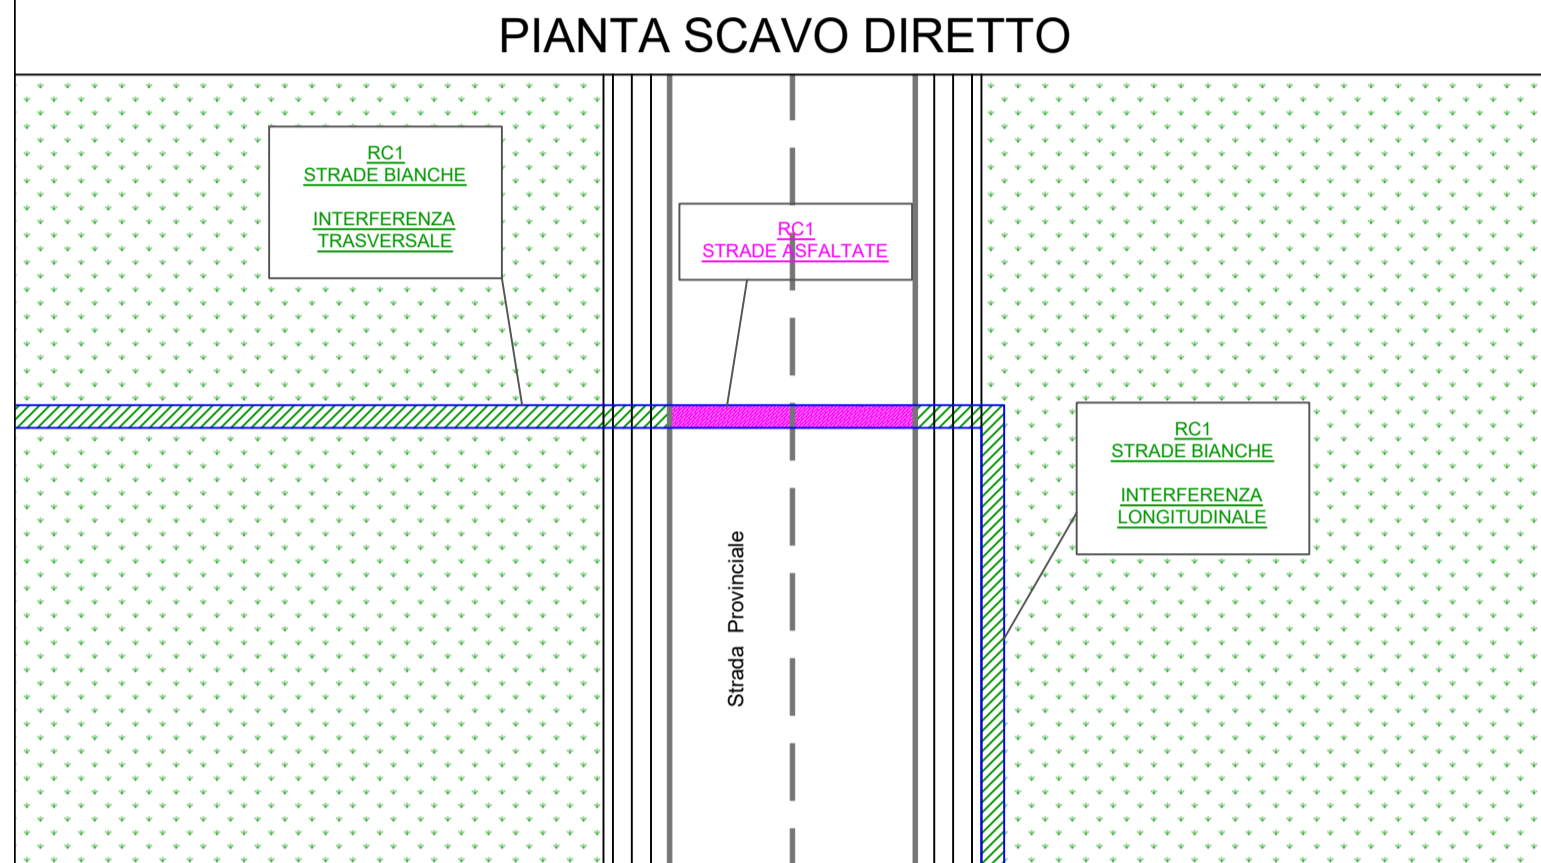 PIANTA SCAVO DIRETTO
RC1
STRADE BIANCHE
INTERFERENZA
TRASVERSALE
RC1
STRADE ASFALTATE
RC1
STRADE BIANCHE
INTERFERENZA
LONGITUDINALE
Strada Provinciale